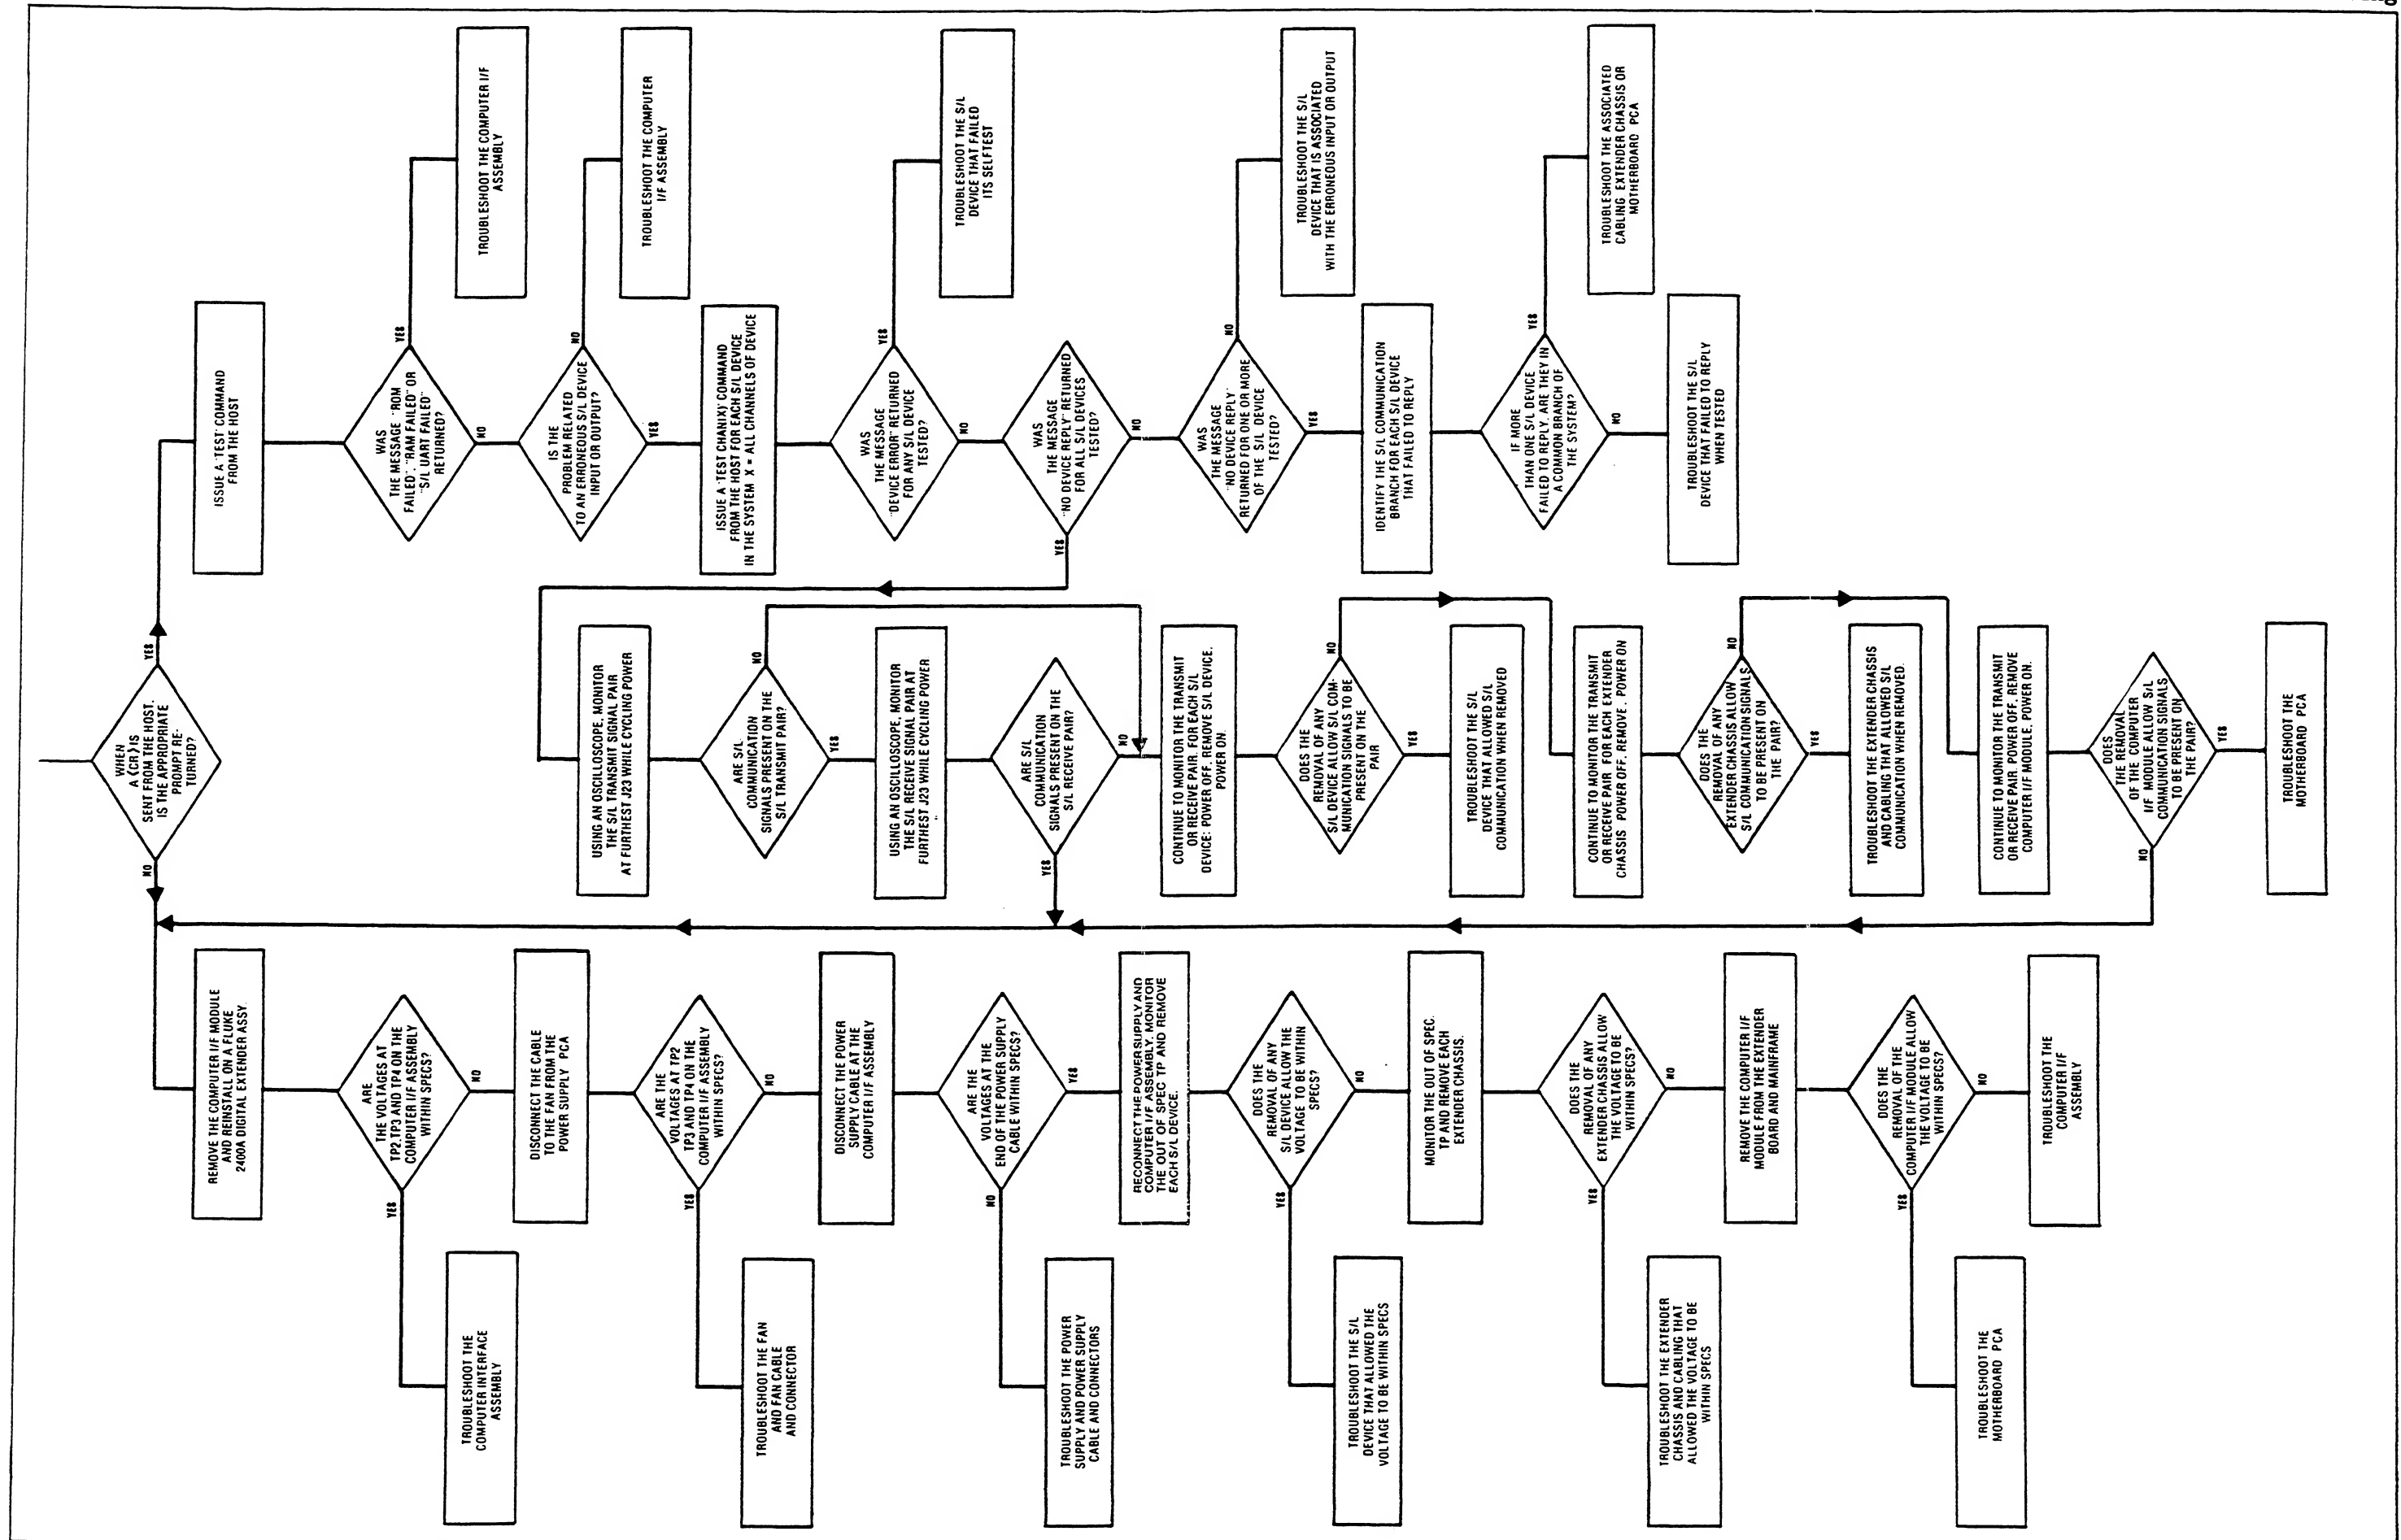 WHEN
A (CR) IS
SENT FROM THE HOST.
IS THE APPROPRIATE
PROMPT RE-
TURNED?
NO
YES
REMOVE THE COMPUTER I/F MODULE
AND REINSTALL ON A FLUKE
2400A DIGITAL EXTENDER ASSY.
ARE
THE VOLTAGES AT
TP2,TP3 AND TP4 ON THE
COMPUTER I/F ASSEMBLY
WITHIN SPECS?
YES
NO
TROUBLESHOOT THE
COMPUTER INTERFACE
ASSEMBLY
DISCONNECT THE CABLE
TO THE FAN FROM THE
POWER SUPPLY PCA
ARE THE
VOLTAGES AT TP2
TP3 AND TP4 ON THE
COMPUTER I/F ASSEMBLY
WITHIN SPECS?
YES
NO
TROUBLESHOOT THE FAN
AND FAN CABLE
AND CONNECTOR
DISCONNECT THE POWER
SUPPLY CABLE AT THE
COMPUTER I/F ASSEMBLY
ARE THE
VOLTAGES AT THE
END OF THE POWER SUPPLY
CABLE WITHIN SPECS?
NO
YES
TROUBLESHOOT THE POWER
SUPPLY AND POWER SUPPLY
CABLE AND CONNECTORS
RECONNECT THE POWER SUPPLY AND
COMPUTER I/F ASSEMBLY. MONITOR
THE OUT OF SPEC TP AND REMOVE
EACH S/L DEVICE.
DOES THE
REMOVAL OF ANY
S/L DEVICE ALLOW THE
VOLTAGE TO BE WITHIN
SPECS?
YES
NO
TROUBLESHOOT THE S/L
DEVICE THAT ALLOWED THE
VOLTAGE TO BE WITHIN SPECS
MONITOR THE OUT OF SPEC.
TP AND REMOVE EACH
EXTENDER CHASSIS.
DOES THE
REMOVAL OF ANY
EXTENDER CHASSIS ALLOW
THE VOLTAGE TO BE
WITHIN SPECS?
YES
NO
TROUBLESHOOT THE EXTENDER
CHASSIS AND CABLING THAT
ALLOWED THE VOLTAGE TO BE
WITHIN SPECS
REMOVE THE COMPUTER I/F
MODULE FROM THE EXTENDER
BOARD AND MAINFRAME
DOES THE
REMOVAL OF THE
COMPUTER I/F MODULE ALLOW
THE VOLTAGE TO BE
WITHIN SPECS?
YES
NO
TROUBLESHOOT THE
MOTHERBOARD PCA
TROUBLESHOOT THE
COMPUTER I/F
ASSEMBLY
USING AN OSCILLOSCOPE, MONITOR
THE S/L TRANSMIT SIGNAL PAIR
AT FURTHEST J23 WHILE CYCLING POWER
ARE S/L
COMMUNICATION
SIGNALS PRESENT ON THE
S/L TRANSMIT PAIR?
NO
YES
USING AN OSCILLOSCOPE, MONITOR
THE S/L RECEIVE SIGNAL PAIR AT
FURTHEST J23 WHILE CYCLING POWER
ARE S/L
COMMUNICATION
SIGNALS PRESENT ON THE
S/L RECEIVE PAIR?
YES
NO
CONTINUE TO MONITOR THE TRANSMIT
OR RECEIVE PAIR. FOR EACH S/L
DEVICE: POWER OFF. REMOVE S/L DEVICE.
POWER ON.
DOES THE
REMOVAL OF ANY
S/L DEVICE ALLOW S/L COM-
MUNICATION SIGNALS TO BE
PRESENT ON THE
PAIR
NO
YES
TROUBLESHOOT THE S/L
DEVICE THAT ALLOWED S/L
COMMUNICATION WHEN REMOVED
CONTINUE TO MONITOR THE TRANSMIT
OR RECEIVE PAIR FOR EACH EXTENDER
CHASSIS POWER OFF. REMOVE. POWER ON
DOES THE
REMOVAL OF ANY
EXTENDER CHASSIS ALLOW
S/L COMMUNICATION SIGNALS
TO BE PRESENT ON
THE PAIR?
NO
YES
TROUBLESHOOT THE EXTENDER CHASSIS
AND CABLING THAT ALLOWED S/L
COMMUNICATION WHEN REMOVED.
CONTINUE TO MONITOR THE TRANSMIT
OR RECEIVE PAIR. POWER OFF. REMOVE
COMPUTER I/F MODULE. POWER ON.
DOES
THE REMOVAL
OF THE COMPUTER
I/F MODULE ALLOW S/L
COMMUNICATION SIGNALS
TO BE PRESENT ON
THE PAIR?
NO
YES
TROUBLESHOOT THE
MOTHERBOARD PCA
ISSUE A 'TEST' COMMAND
FROM THE HOST
WAS
THE MESSAGE "ROM
FAILED", "RAM FAILED" OR
"S/L UART FAILED"
RETURNED?
YES
NO
TROUBLESHOOT THE COMPUTER I/F
ASSEMBLY
IS THE
PROBLEM RELATED
TO AN ERRONEOUS S/L DEVICE
INPUT OR OUTPUT?
NO
YES
TROUBLESHOOT THE COMPUTER
I/F ASSEMBLY
ISSUE A 'TEST CHAN(X)' COMMAND
FROM THE HOST FOR EACH S/L DEVICE
IN THE SYSTEM X = ALL CHANNELS OF DEVICE
WAS
THE MESSAGE
"DEVICE ERROR" RETURNED
FOR ANY S/L DEVICE
TESTED?
YES
NO
TROUBLESHOOT THE S/L
DEVICE THAT FAILED
ITS SELFTEST
WAS
THE MESSAGE
"NO DEVICE REPLY" RETURNED
FOR ALL S/L DEVICES
TESTED?
YES
NO
WAS
THE MESSAGE
"NO DEVICE REPLY"
RETURNED FOR ONE OR MORE
OF THE S/L DEVICE
TESTED?
NO
YES
TROUBLESHOOT THE S/L
DEVICE THAT IS ASSOCIATED
WITH THE ERRONEOUS INPUT OR OUTPUT
IDENTIFY THE S/L COMMUNICATION
BRANCH FOR EACH S/L DEVICE
THAT FAILED TO REPLY
IF MORE
THAN ONE S/L DEVICE
FAILED TO REPLY. ARE THEY IN
A COMMON BRANCH OF
THE SYSTEM?
YES
NO
TROUBLESHOOT THE ASSOCIATED
CABLING EXTENDER CHASSIS OR
MOTHERBOARD PCA
TROUBLESHOOT THE S/L
DEVICE THAT FAILED TO REPLY
WHEN TESTED